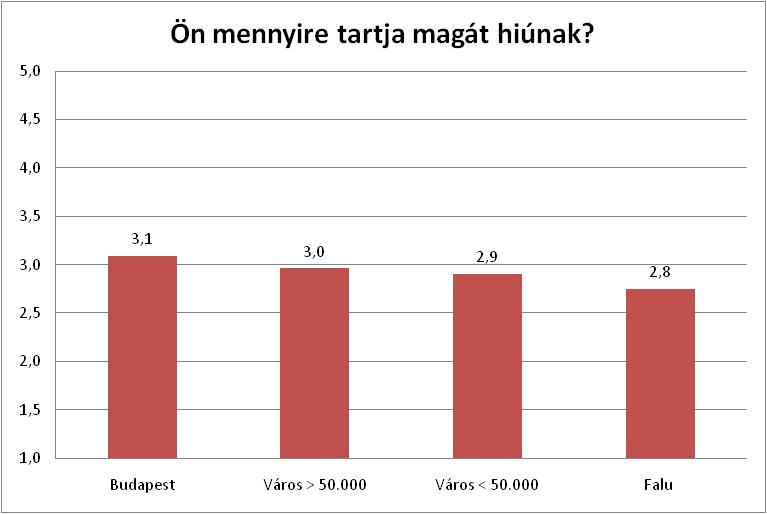 Ön mennyire tartja magát hiúnak?
5,0
4,5
4,0
3,5
3,0
2,5
2,0
1,5
1,0
3,1
3,0
2,9
2,8
Budapest
Város > 50.000
Város < 50.000
Falu